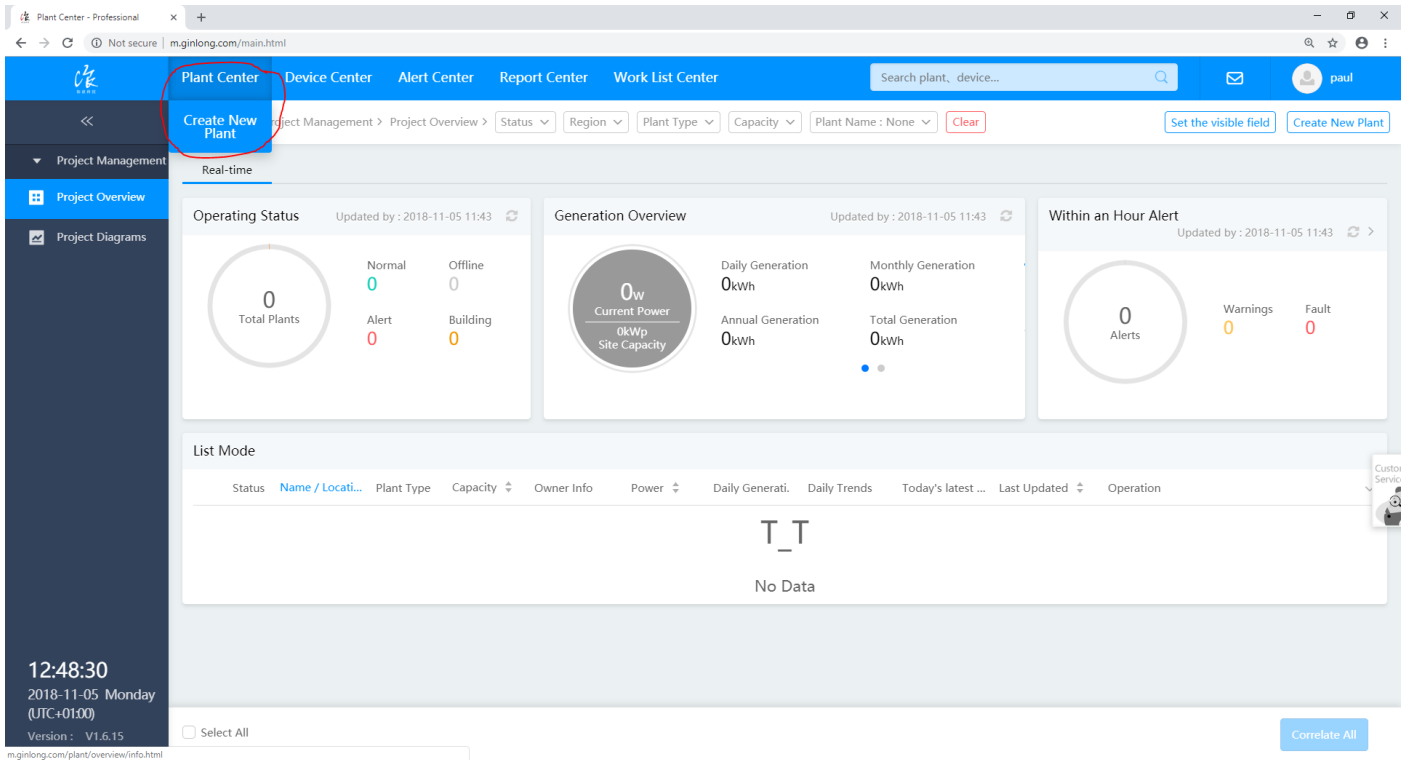 Plant Center - Professional
Not secure | m.ginlong.com/main.html
Plant Center Device Center Alert Center Report Center Work List Center Search plant、device... paul
Create New
Plant
Project Management > Project Overview > Status Region Plant Type Capacity Plant Name : None Clear Set the visible field Create New Plant
Project Management
Project Overview
Project Diagrams
Real-time
Operating Status Updated by : 2018-11-05 11:43
0
Total Plants
Normal Offline
0 0
Alert Building
0 0
Generation Overview Updated by : 2018-11-05 11:43
0w
Current Power
0kWp
Site Capacity
Daily Generation Monthly Generation
0kWh 0kWh
Annual Generation Total Generation
0kWh 0kWh
Within an Hour Alert
Updated by : 2018-11-05 11:43 >
0
Alerts
Warnings Fault
0 0
List Mode
Status Name / Locati... Plant Type Capacity Owner Info Power Daily Generati. Daily Trends Today's latest ... Last Updated Operation
T_T
No Data
Custo
Servic
12:48:30
2018-11-05 Monday
(UTC+01:00)
Version : V1.6.15
Select All
Correlate All
m.ginlong.com/plant/overview/info.html